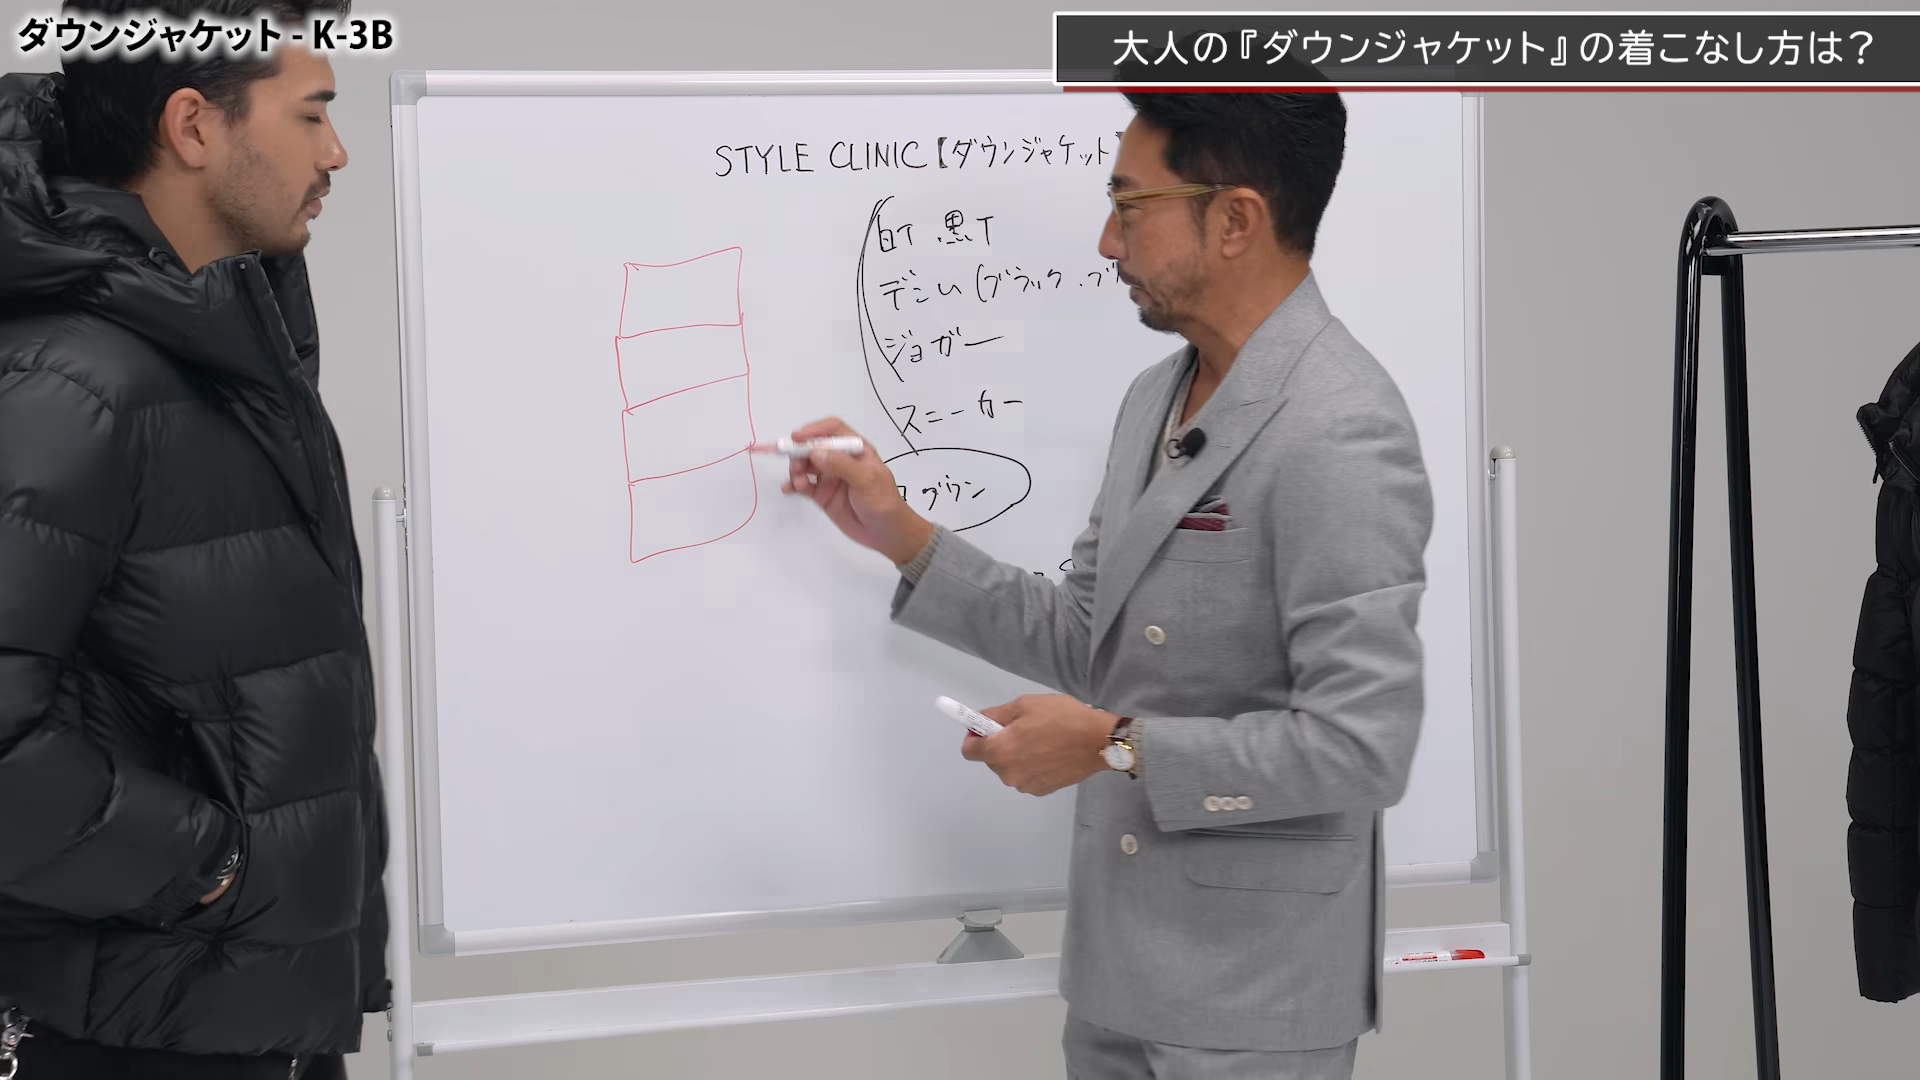 ダウンジャケット - K-3B
大人の『ダウンジャケット』の着こなし方は？
STYLE CLINIC【ダウンジャケット】
白T 黒T
デニム (ブラック.ブ
ジョガー
スニーカー
ダウン